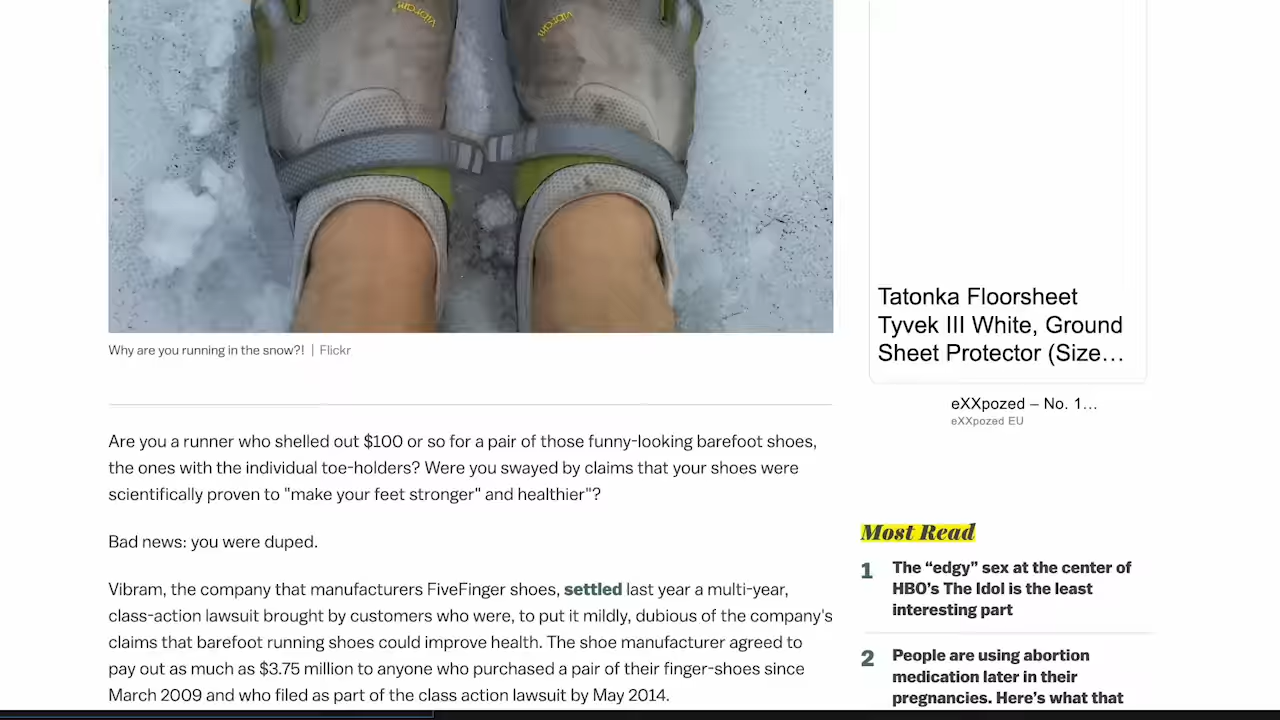 vibram
vibram
Why are you running in the snow?! | Flickr
Are you a runner who shelled out $100 or so for a pair of those funny-looking barefoot shoes,
the ones with the individual toe-holders? Were you swayed by claims that your shoes were
scientifically proven to "make your feet stronger" and healthier"?
Bad news: you were duped.
Vibram, the company that manufacturers FiveFinger shoes, settled last year a multi-year,
class-action lawsuit brought by customers who were, to put it mildly, dubious of the company's
claims that barefoot running shoes could improve health. The shoe manufacturer agreed to
pay out as much as $3.75 million to anyone who purchased a pair of their finger-shoes since
March 2009 and who filed as part of the class action lawsuit by May 2014.
Tatonka Floorsheet
Tyvek III White, Ground
Sheet Protector (Size…
eXXpozed – No. 1…
eXXpozed EU
Most Read
1 The “edgy” sex at the center of
HBO’s The Idol is the least
interesting part
2 People are using abortion
medication later in their
pregnancies. Here’s what that